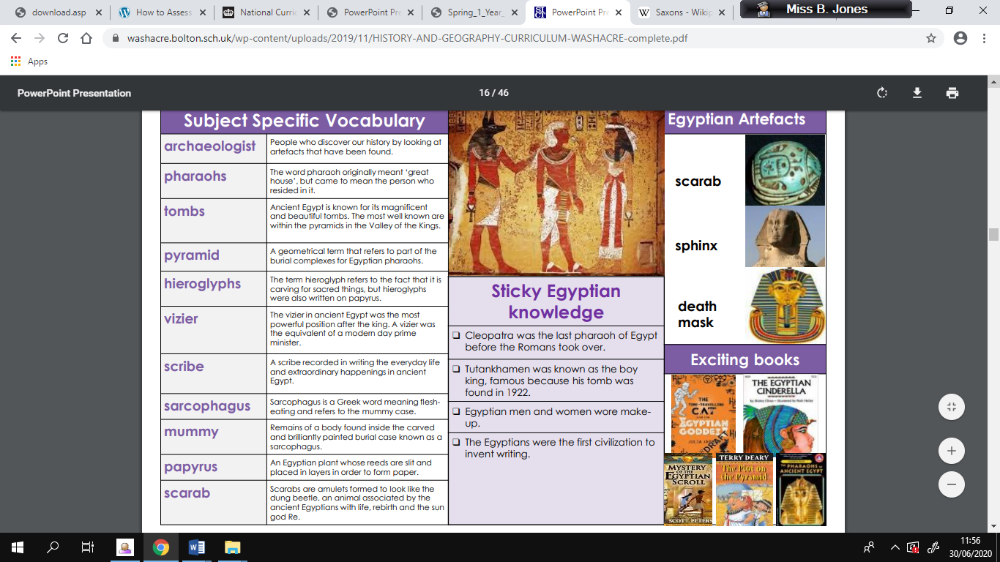 download.asp
How to Assess
National Curric
PowerPoint Pre
Spring_1_Year_
PowerPoint Pre
Saxons - Wikip
Miss B. Jones
washacre.bolton.sch.uk/wp-content/uploads/2019/11/HISTORY-AND-GEOGRAPHY-CURRICULUM-WASHACRE-complete.pdf
Apps
PowerPoint Presentation
16 / 46
Subject Specific Vocabulary
archaeologist
People who discover our history by looking at
artefacts that have been found.
pharaohs
The word pharaoh originally meant ‘great
house’, but came to mean the person who
resided in it.
tombs
Ancient Egypt is known for its magnificent
and beautiful tombs. The most well known are
within the pyramids in the Valley of the Kings.
pyramid
A geometrical term that refers to part of the
burial complexes for Egyptian pharaohs.
hieroglyphs
The term hieroglyph refers to the fact that it is
carving for sacred things, but hieroglyphs
were also written on papyrus.
vizier
The vizier in ancient Egypt was the most
powerful position after the king. A vizier was
the equivalent of a modern day prime
minister.
scribe
A scribe recorded in writing the everyday life
and extraordinary happenings in ancient
Egypt.
sarcophagus
Sarcophagus is a Greek word meaning flesh-
eating and refers to the mummy case.
mummy
Remains of a body found inside the carved
and brilliantly painted burial case known as a
sarcophagus.
papyrus
An Egyptian plant whose reeds are slit and
placed in layers in order to form paper.
scarab
Scarabs are amulets formed to look like the
dung beetle, an animal associated by the
ancient Egyptians with life, rebirth and the sun
god Re.
Sticky Egyptian
knowledge
Cleopatra was the last pharaoh of Egypt
before the Romans took over.
Tutankhamen was known as the boy
king, famous because his tomb was
found in 1922.
Egyptian men and women wore make-
up.
The Egyptians were the first civilization to
invent writing.
Egyptian Artefacts
scarab
sphinx
death
mask
Exciting books
THE
TIME-TRAVELLING
CAT
EGYPTIAN
GODDESS
JULIA
DRAFT
THE EGYPTIAN
CINDERELLA
MYSTERY
OF THE
EGYPTIAN
SCROLL
SCOTT PETERS
TERRY DEARY
The Plot on
the Pyramid
THE PHARAOHS
ANCIENT EGYPT
11:56
30/06/2020